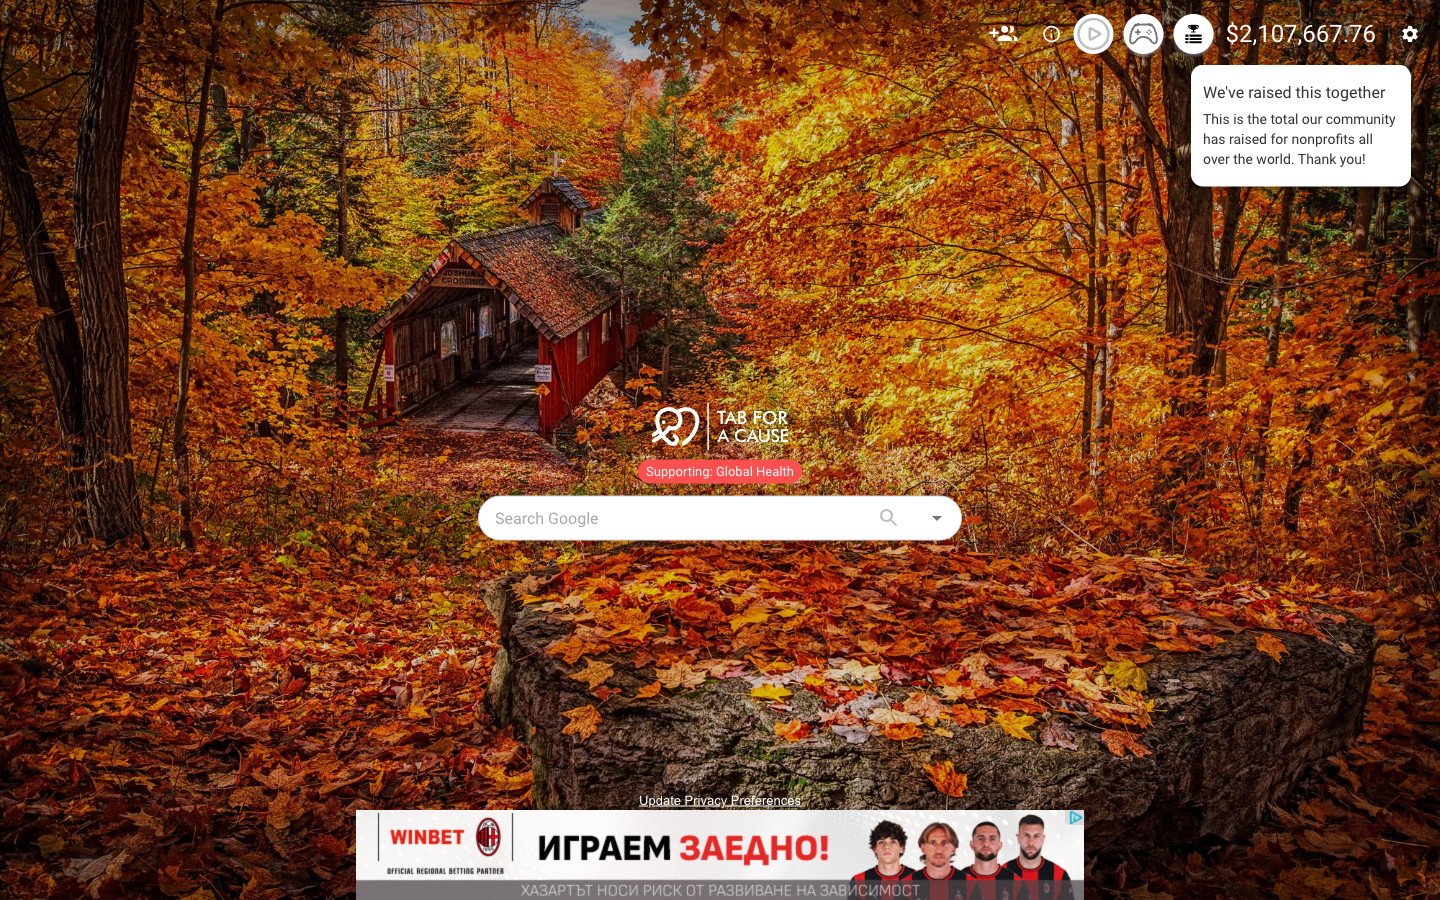 $2,107,667.76
We've raised this together
This is the total our community
has raised for nonprofits all
over the world. Thank you!
JOSHUA'S
CROSSING
TAB FOR
A CAUSE
Supporting: Global Health
Search Google
Update Privacy Preferences
WINBET
OFFICIAL REGIONAL BETTING PARTNER
ИГРАЕМ ЗАЕДНО!
ХАЗАРТЪТ НОСИ РИСК ОТ РАЗВИВАНЕ НА ЗАВИСИМОСТ